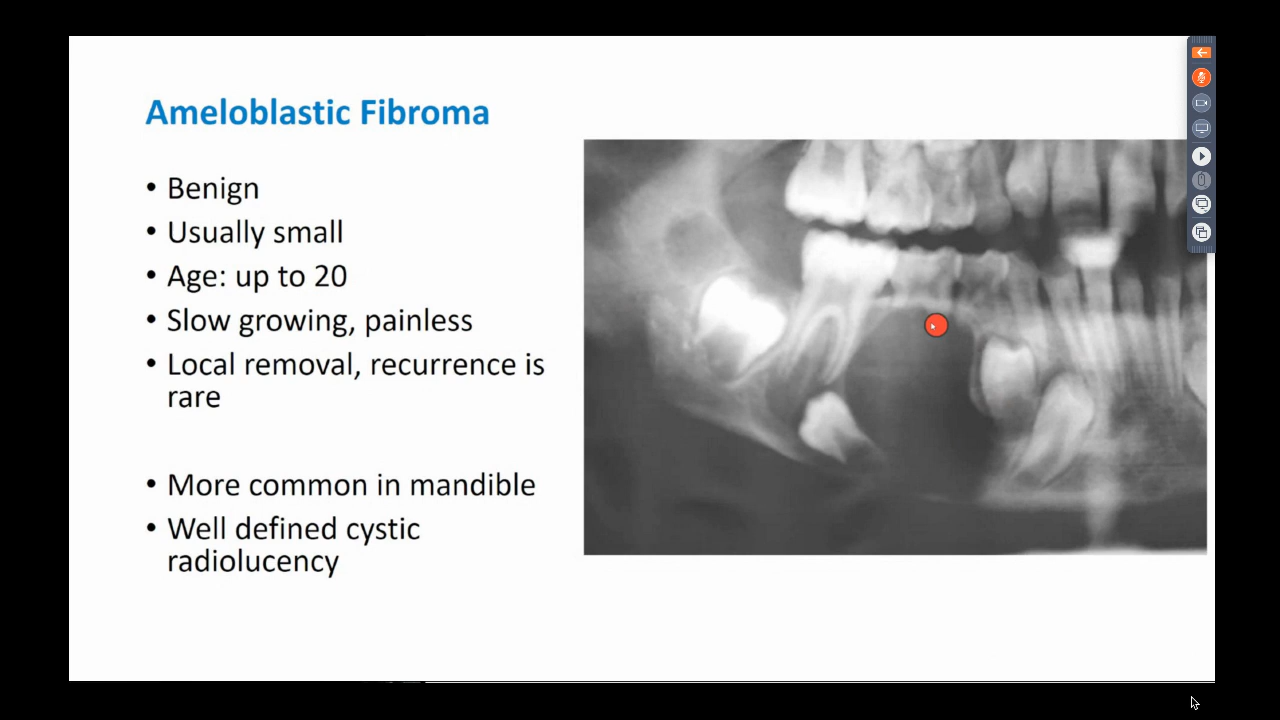 Ameloblastic Fibroma
• Benign
• Usually small
• Age: up to 20
• Slow growing, painless
• Local removal, recurrence is
rare
• More common in mandible
• Well defined cystic
radiolucency